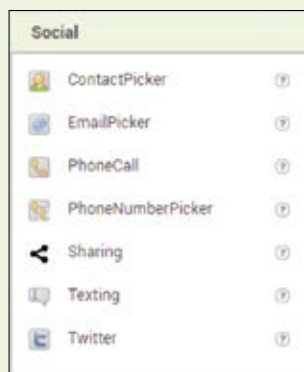 Social
ContactPicker
EmailPicker
PhoneCall
PhoneNumberPicker
Sharing
Texting
Twitter